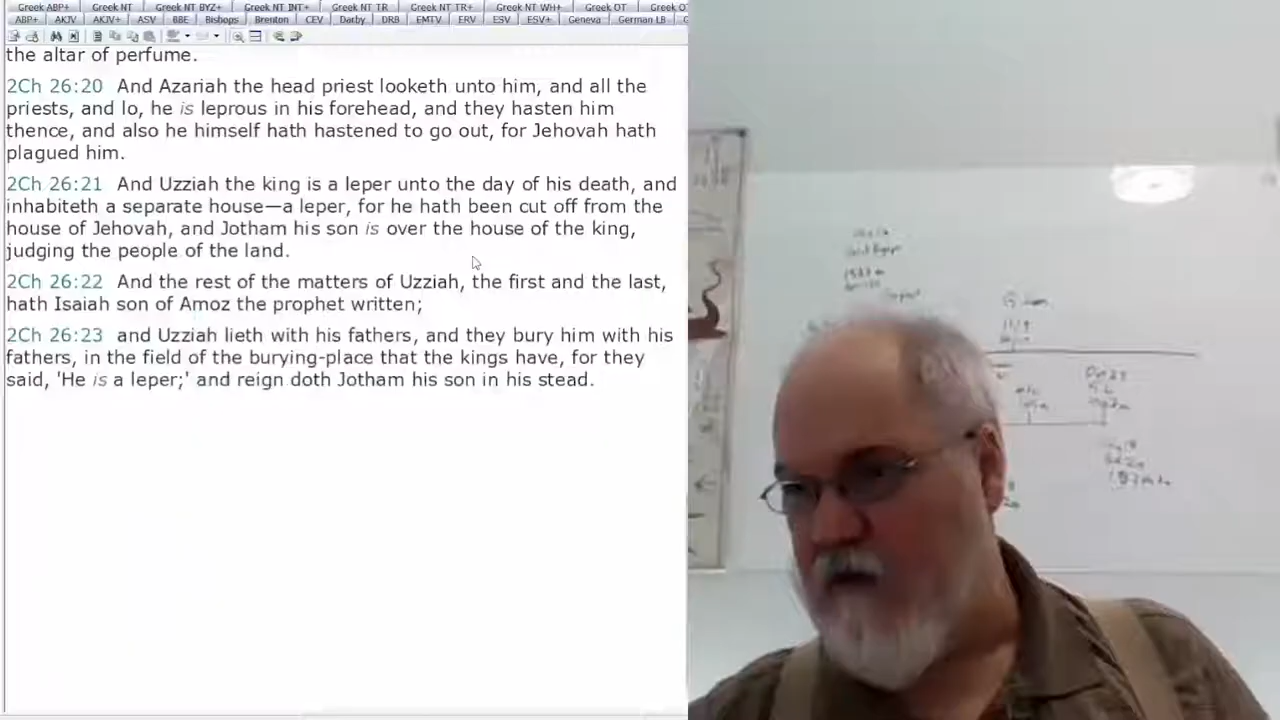 Greek ABP+ Greek NT Greek NT BYZ+ Greek NT INT+ Greek NT TR Greek NT TR+ Greek NT WH+ Greek OT Greek O
ABP+ AKJV AKJV+ ASV BBE Bishops Brenton CEV Darby DRB EMTV ERV ESV ESV+ Geneva German LB G
the altar of perfume.
2Ch 26:20 And Azariah the head priest looketh unto him, and all the
priests, and lo, he is leprous in his forehead, and they hasten him
thence, and also he himself hath hastened to go out, for Jehovah hath
plagued him.
2Ch 26:21 And Uzziah the king is a leper unto the day of his death, and
inhabiteth a separate house—a leper, for he hath been cut off from the
house of Jehovah, and Jotham his son is over the house of the king,
judging the people of the land.
2Ch 26:22 And the rest of the matters of Uzziah, the first and the last,
hath Isaiah son of Amoz the prophet written;
2Ch 26:23 and Uzziah lieth with his fathers, and they bury him with his
fathers, in the field of the burying-place that the kings have, for they
said, 'He is a leper;' and reign doth Jotham his son in his stead.